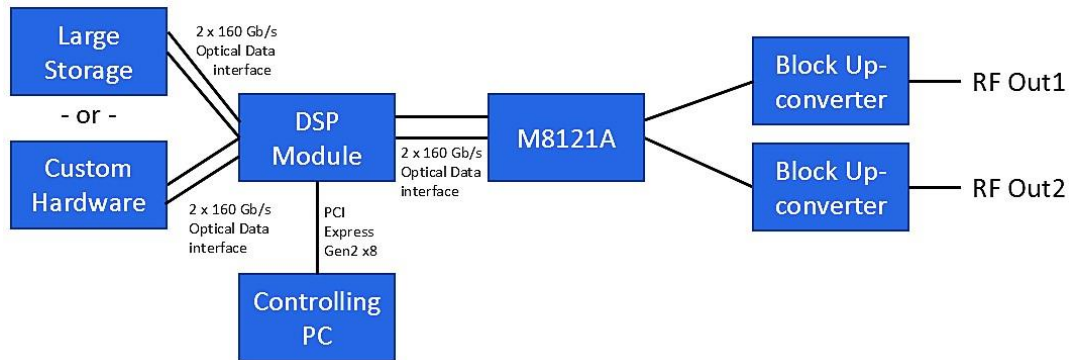 Large
Storage
- or -
Custom
Hardware
2 x 160 Gb/s
Optical Data
interface
2 x 160 Gb/s
Optical Data
interface
DSP
Module
PCI
Express
Gen2 x8
Controlling
PC
2 x 160 Gb/s
Optical Data
interface
M8121A
Block Up-
converter
RF Out1
Block Up-
converter
RF Out2